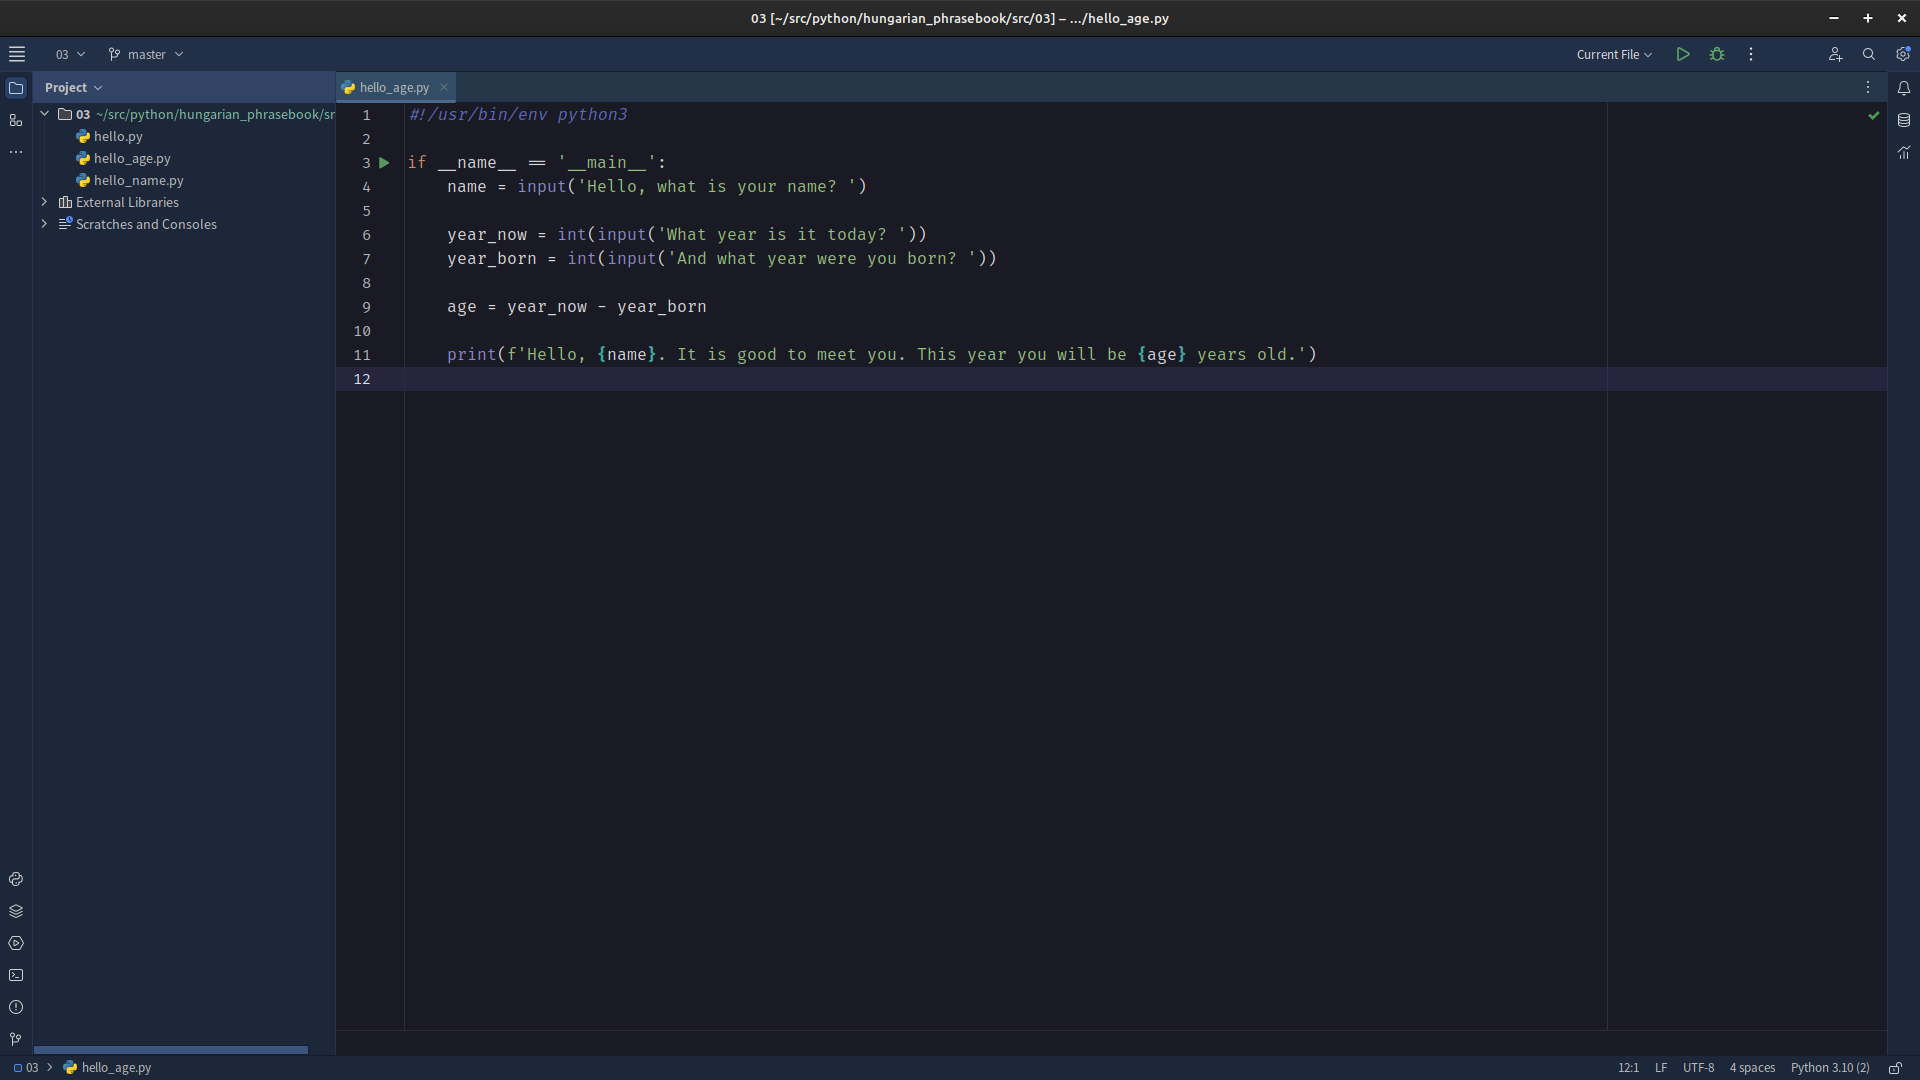 03 [~/src/python/hungarian_phrasebook/src/03] – .../hello_age.py
03 master Current File
Project
03 ~/src/python/hungarian_phrasebook/sr
hello.py
hello_age.py
hello_name.py
External Libraries
Scratches and Consoles
hello_age.py
1 #!/usr/bin/env python3
2
3 if __name__ == '__main__':
4     name = input('Hello, what is your name? ')
5
6     year_now = int(input('What year is it today? '))
7     year_born = int(input('And what year were you born? '))
8
9     age = year_now - year_born
10
11     print(f'Hello, {name}. It is good to meet you. This year you will be {age} years old.')
12
03 hello_age.py 12:1 LF UTF-8 4 spaces Python 3.10 (2)